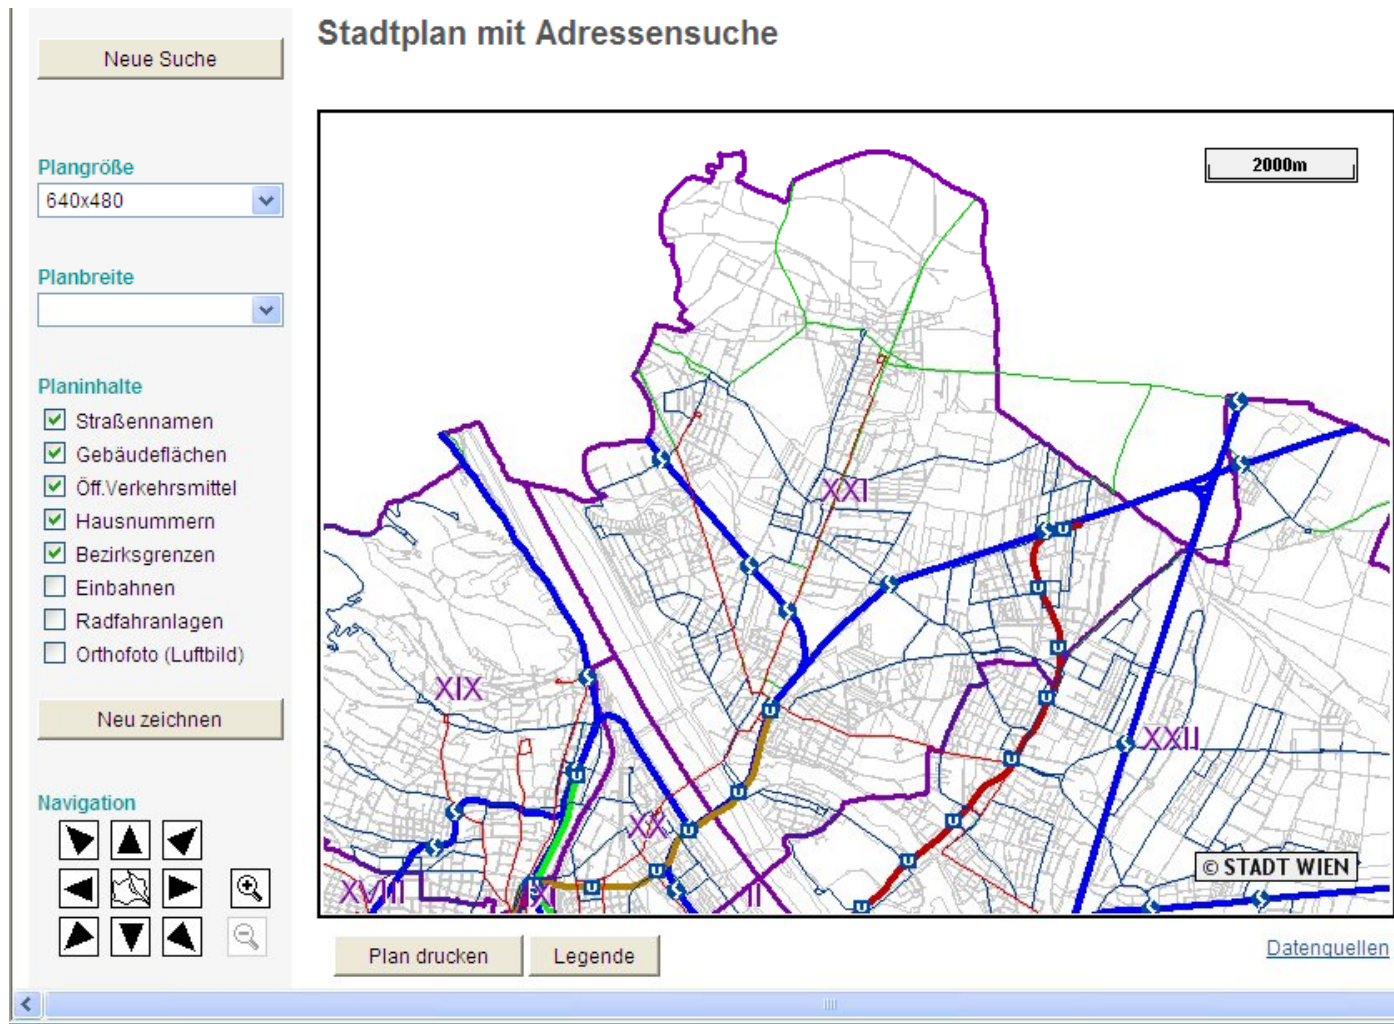 Stadtplan mit Adressensuche
Neue Suche
Plangröße
640x480
Planbreite
Planinhalte
Straßennamen
Gebäudeflächen
Öff.Verkehrsmittel
Hausnummern
Bezirksgrenzen
Einbahnen
Radfahranlagen
Orthofoto (Luftbild)
Neu zeichnen
Navigation
2000m
XXI
XIX
XXII
XX
XVIII
IX
II
© STADT WIEN
Plan drucken
Legende
Datenquellen